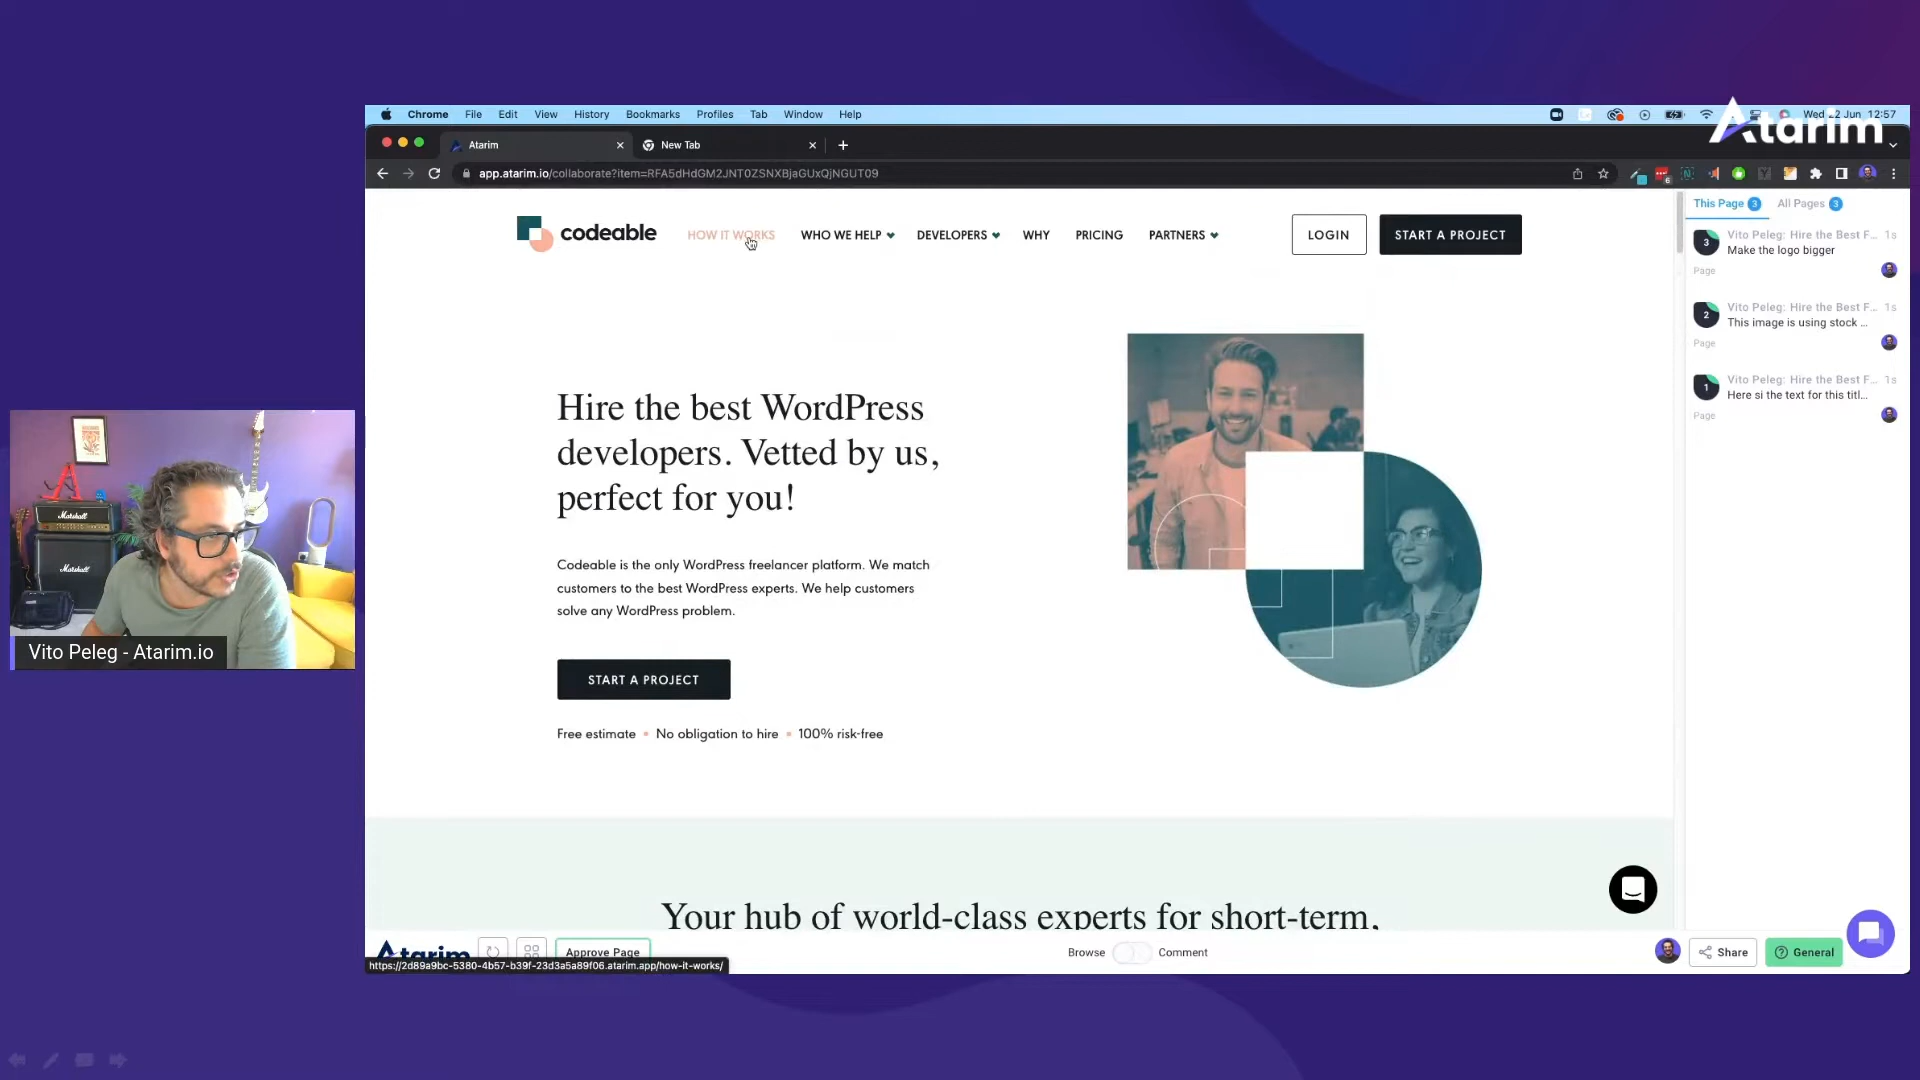 Chrome File Edit View History Bookmarks Profiles Tab Window Help
Wed 22 Jun 12:57
Atarim
Atarim
New Tab
app.atarim.io/collaborate?item=RFA5dHdGM2JNT0ZSNXBjaGUxQjNGUT09
codeable
HOW IT WORKS
WHO WE HELP
DEVELOPERS
WHY
PRICING
PARTNERS
LOGIN
START A PROJECT
This Page 3
All Pages 3
3
Vito Peleg: Hire the Best F... 1s
Make the logo bigger
Page
2
Vito Peleg: Hire the Best F... 1s
This image is using stock ...
Page
1
Vito Peleg: Hire the Best F... 1s
Here si the text for this titl...
Page
Hire the best WordPress
developers. Vetted by us,
perfect for you!
Codeable is the only WordPress freelancer platform. We match
customers to the best WordPress experts. We help customers
solve any WordPress problem.
START A PROJECT
Free estimate • No obligation to hire • 100% risk-free
Marshall
Marshall
Vito Peleg - Atarim.io
Your hub of world-class experts for short-term,
Atarim
Approve Page
Browse
Comment
Share
General
https://2d89a9bc-5380-4b57-b39f-23d3a5a89f06.atarim.app/how-it-works/